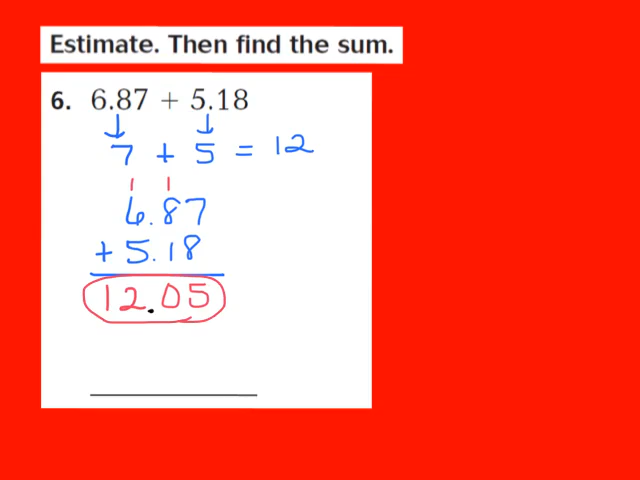 Estimate. Then find the sum.
6. 6.87 + 5.18
7 + 5 = 12
1 1
6.87
+ 5.18
12.05